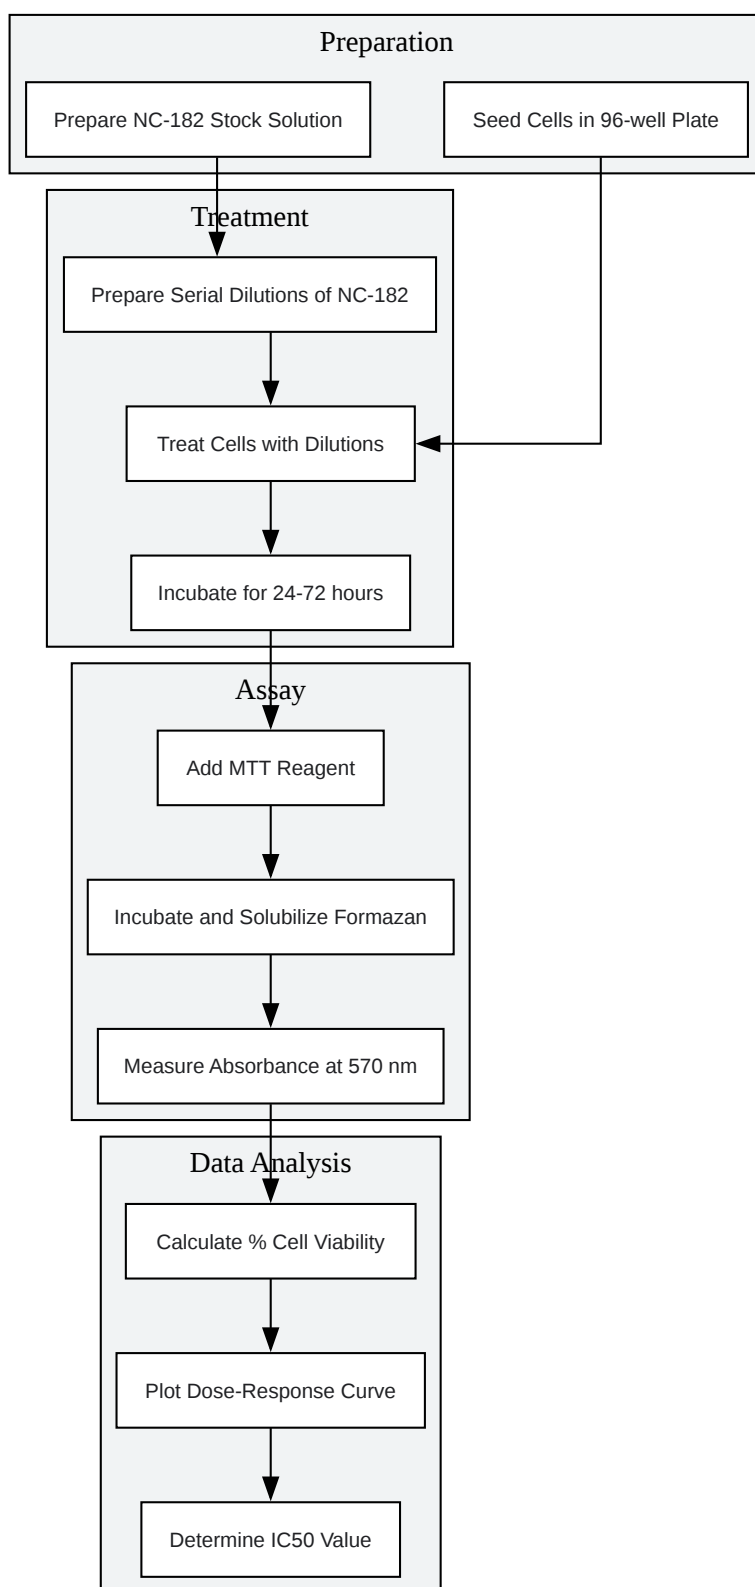 Preparation
Prepare NC-182 Stock Solution
Seed Cells in 96-well Plate
Treatment
Prepare Serial Dilutions of NC-182
Treat Cells with Dilutions
Incubate for 24-72 hours
Assay
Add MTT Reagent
Incubate and Solubilize Formazan
Measure Absorbance at 570 nm
Data Analysis
Calculate % Cell Viability
Plot Dose-Response Curve
Determine IC50 Value